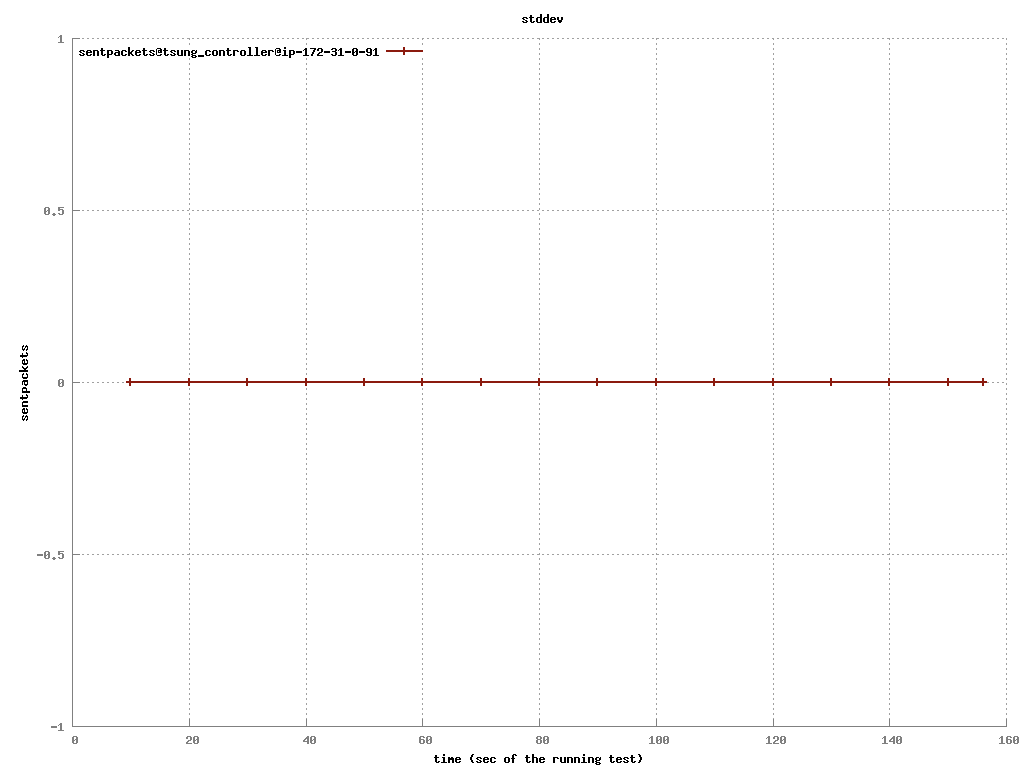 stddev
1
sentpackets@tsung_controller@ip-172-31-0-91
0.5
sentpackets
0
-0.5
-1
0 20 40 60 80 100 120 140 160
time (sec of the running test)